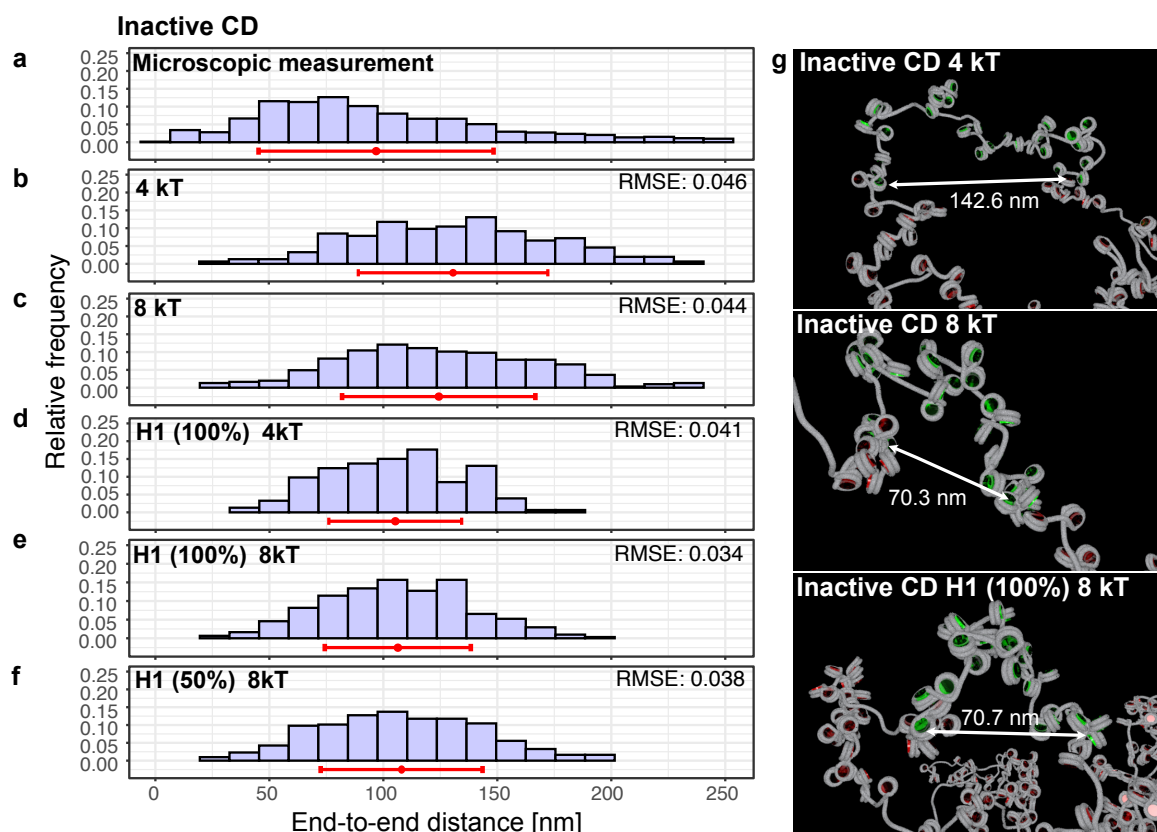 Inactive CD
a
Microscopic measurement
0.25
0.20
0.15
0.10
0.05
0.00
b
4 kT
RMSE: 0.046
0.25
0.20
0.15
0.10
0.05
0.00
c
8 kT
RMSE: 0.044
0.25
0.20
0.15
0.10
0.05
0.00
d
H1 (100%) 4kT
RMSE: 0.041
0.25
0.20
0.15
0.10
0.05
0.00
e
H1 (100%) 8kT
RMSE: 0.034
0.25
0.20
0.15
0.10
0.05
0.00
f
H1 (50%) 8kT
RMSE: 0.038
0.25
0.20
0.15
0.10
0.05
0.00
Relative frequency
0
50
100
150
200
250
End-to-end distance [nm]
g
Inactive CD 4 kT
142.6 nm
Inactive CD 8 kT
70.3 nm
Inactive CD H1 (100%) 8 kT
70.7 nm